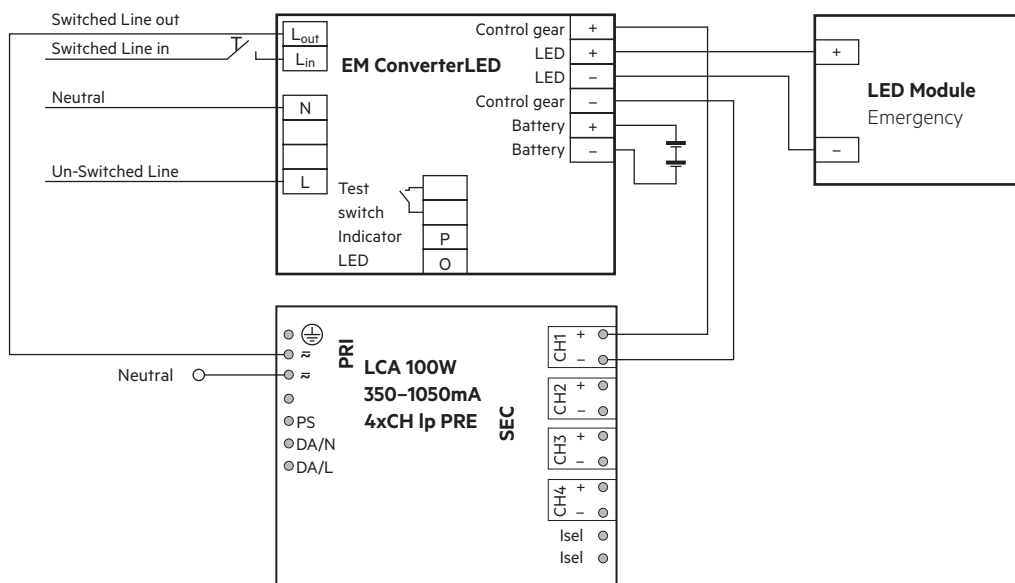 Switched Line out
Switched Line in
Neutral
Un-Switched Line
Lout
Lin
N
L
EM ConverterLED
Control gear +
LED +
LED –
Control gear –
Battery +
Battery –
Test
switch
Indicator P
LED O
+
LED Module
Emergency
–
Neutral
PRI
LCA 100W
350–1050mA
4xCH lp PRE
SEC
PS
DA/N
DA/L
CH1 + –
CH2 + –
CH3 + –
CH4 + –
Isel
Isel